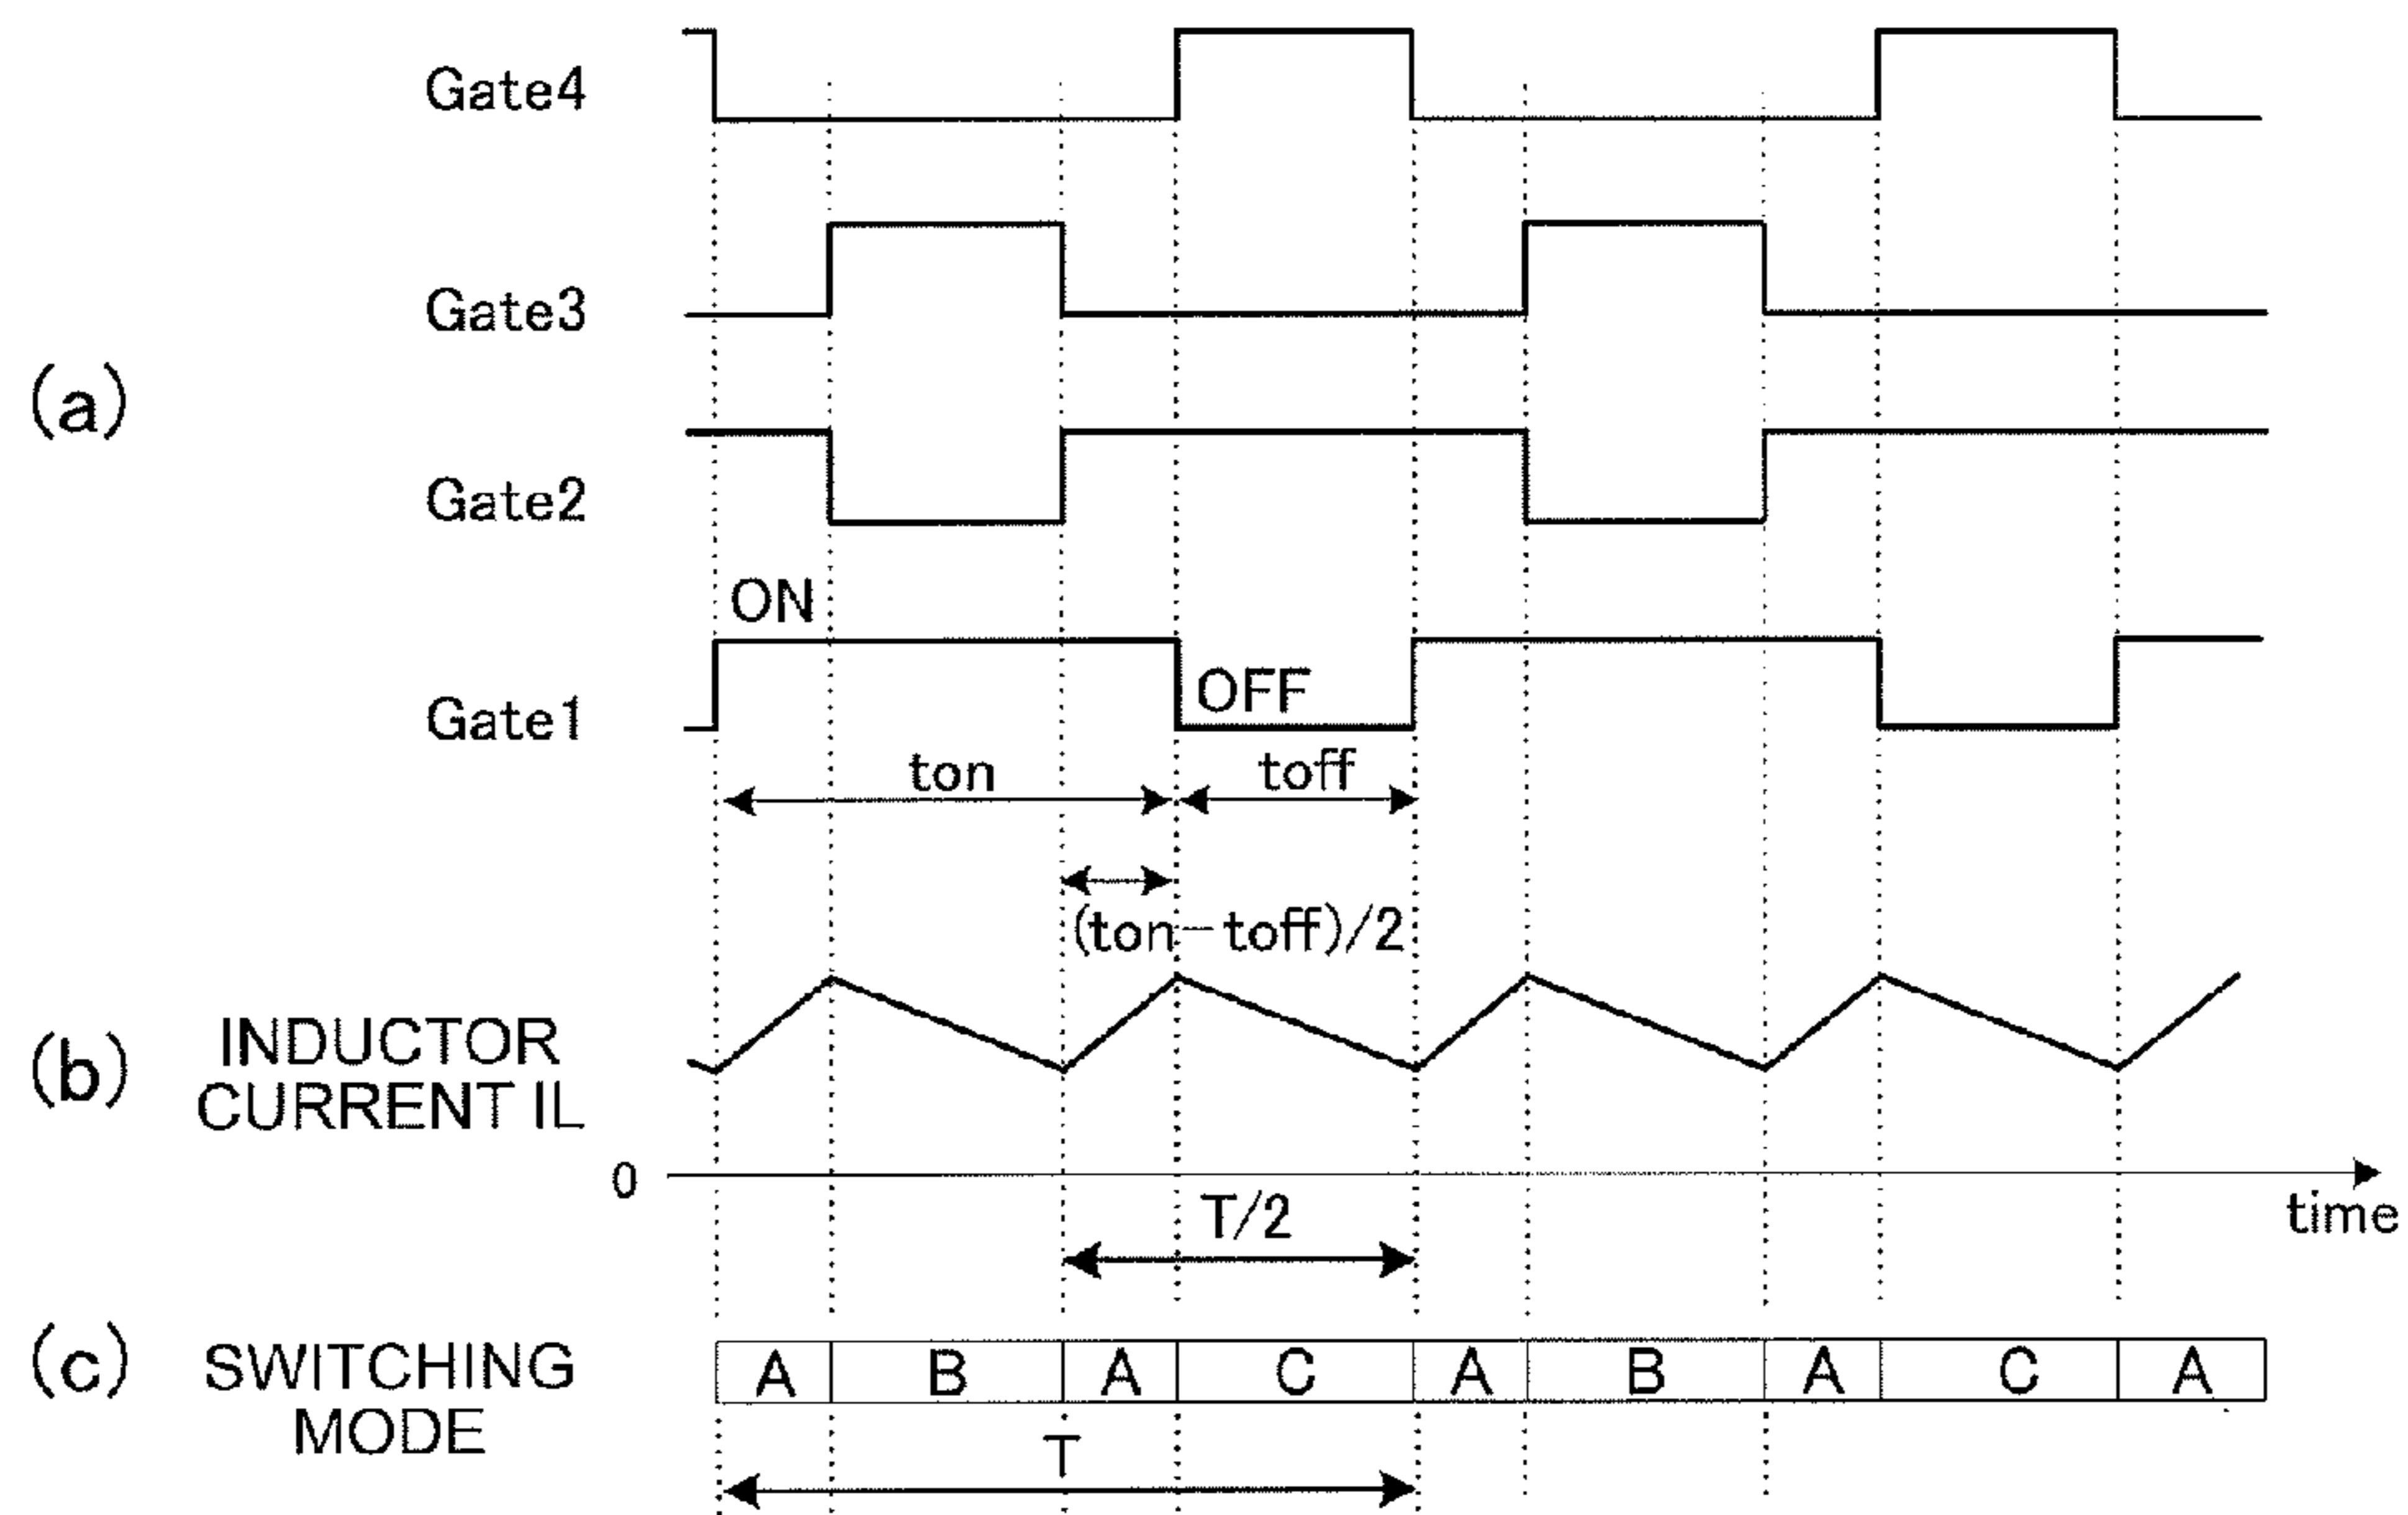 Gate4
Gate3
(a)
Gate2
ON
OFF
Gate1
ton
toff
(ton-toff)/2
(b)
INDUCTOR
CURRENT IL
0
time
T/2
(c)
SWITCHING
MODE
A B A C A B A C A
T